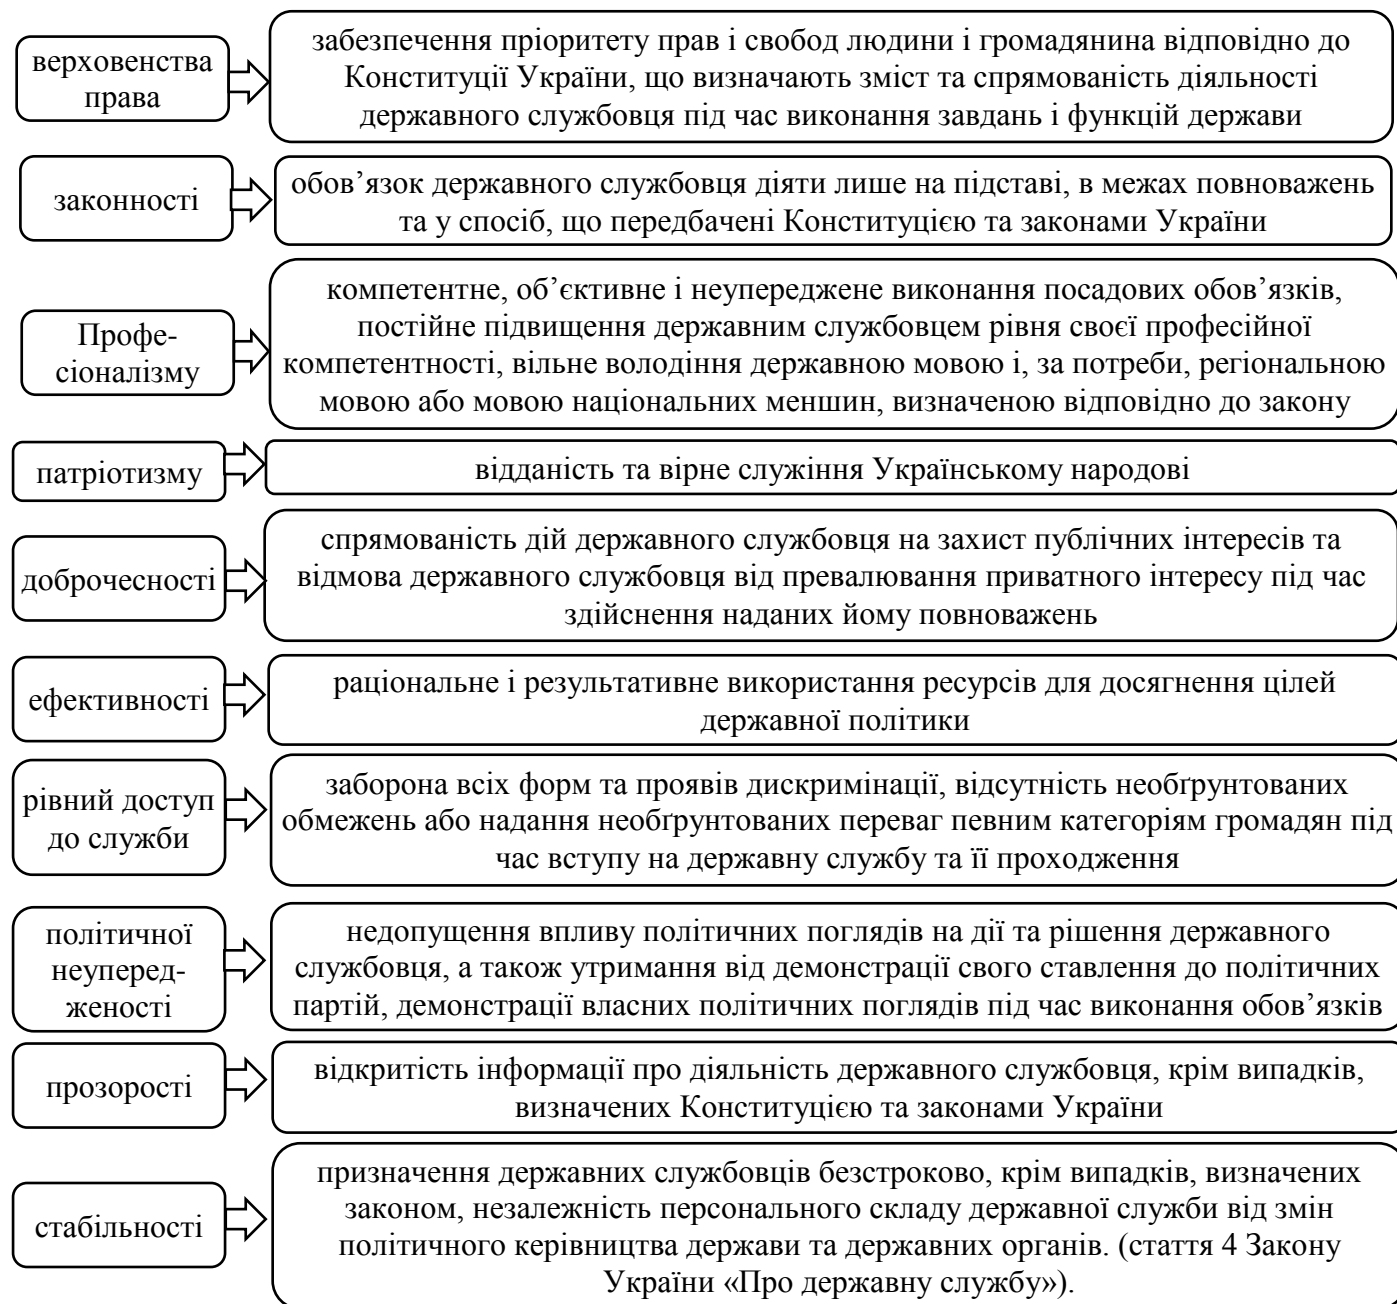 верховенства
права
забезпечення пріоритету прав і свобод людини і громадянина відповідно до
Конституції України, що визначають зміст та спрямованість діяльності
державного службовця під час виконання завдань і функцій держави
законності
обов’язок державного службовця діяти лише на підставі, в межах повноважень
та у спосіб, що передбачені Конституцією та законами України
Профе-
сіоналізму
компетентне, об’єктивне і неупереджене виконання посадових обов’язків,
постійне підвищення державним службовцем рівня своєї професійної
компетентності, вільне володіння державною мовою і, за потреби, регіональною
мовою або мовою національних меншин, визначеною відповідно до закону
патріотизму
відданість та вірне служіння Українському народові
доброчесності
спрямованість дій державного службовця на захист публічних інтересів та
відмова державного службовця від превалювання приватного інтересу під час
здійснення наданих йому повноважень
ефективності
раціональне і результативне використання ресурсів для досягнення цілей
державної політики
рівний доступ
до служби
заборона всіх форм та проявів дискримінації, відсутність необґрунтованих
обмежень або надання необґрунтованих переваг певним категоріям громадян під
час вступу на державну службу та її проходження
політичної
неуперед-
женості
недопущення впливу політичних поглядів на дії та рішення державного
службовця, а також утримання від демонстрації свого ставлення до політичних
партій, демонстрації власних політичних поглядів під час виконання обов’язків
прозорості
відкритість інформації про діяльність державного службовця, крім випадків,
визначених Конституцією та законами України
стабільності
призначення державних службовців безстроково, крім випадків, визначених
законом, незалежність персонального складу державної служби від змін
політичного керівництва держави та державних органів. (стаття 4 Закону
України «Про державну службу»).